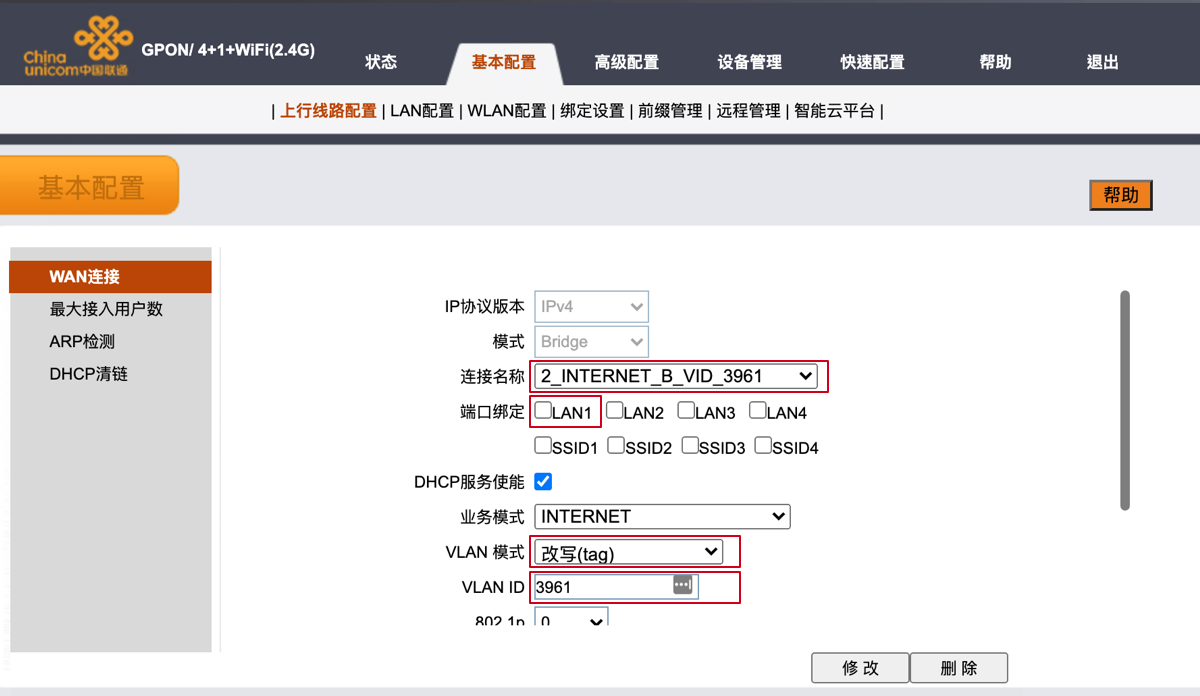 China
unicom中国联通
GPON/ 4+1+WiFi(2.4G)
状态 基本配置 高级配置 设备管理 快速配置 帮助 退出
| 上行线路配置 | LAN配置 | WLAN配置 | 绑定设置 | 前缀管理 | 远程管理 | 智能云平台 |
基本配置
帮助
WAN连接
最大接入用户数
ARP检测
DHCP清链
IP协议版本 IPv4
模式 Bridge
连接名称 2_INTERNET_B_VID_3961
端口绑定 LAN1 LAN2 LAN3 LAN4
SSID1 SSID2 SSID3 SSID4
DHCP服务使能
业务模式 INTERNET
VLAN 模式 改写(tag)
VLAN ID 3961
802.1p 0
修 改 删 除